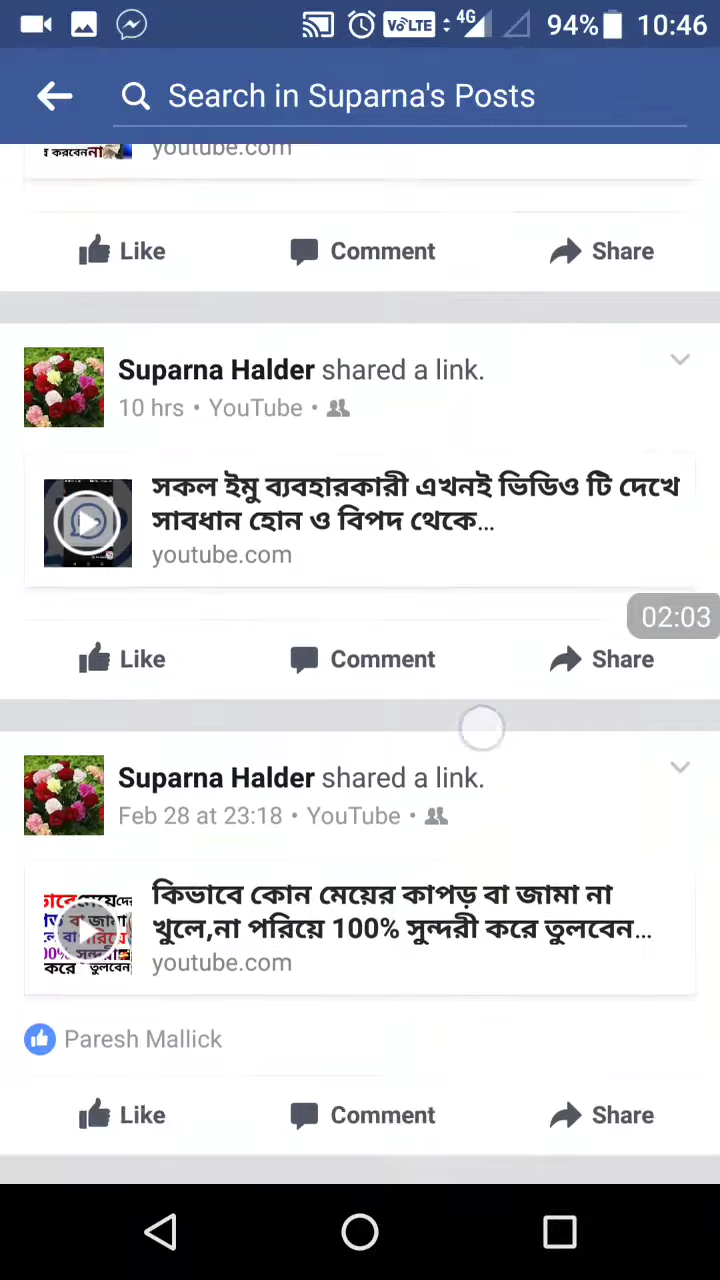 VoLTE 4G 94% 10:46
Search in Suparna's Posts
youtube.com
Like Comment Share
Suparna Halder shared a link.
10 hrs • YouTube •
সকল ইমু ব্যবহারকারী এখনই ভিডিও টি দেখে
সাবধান হোন ও বিপদ থেকে...
youtube.com
02:03
Like Comment Share
Suparna Halder shared a link.
Feb 28 at 23:18 • YouTube •
কিভাবে কোন মেয়ের কাপড় বা জামা না
খুলে,না পরিয়ে 100% সুন্দরী করে তুলবেন...
youtube.com
Paresh Mallick
Like Comment Share